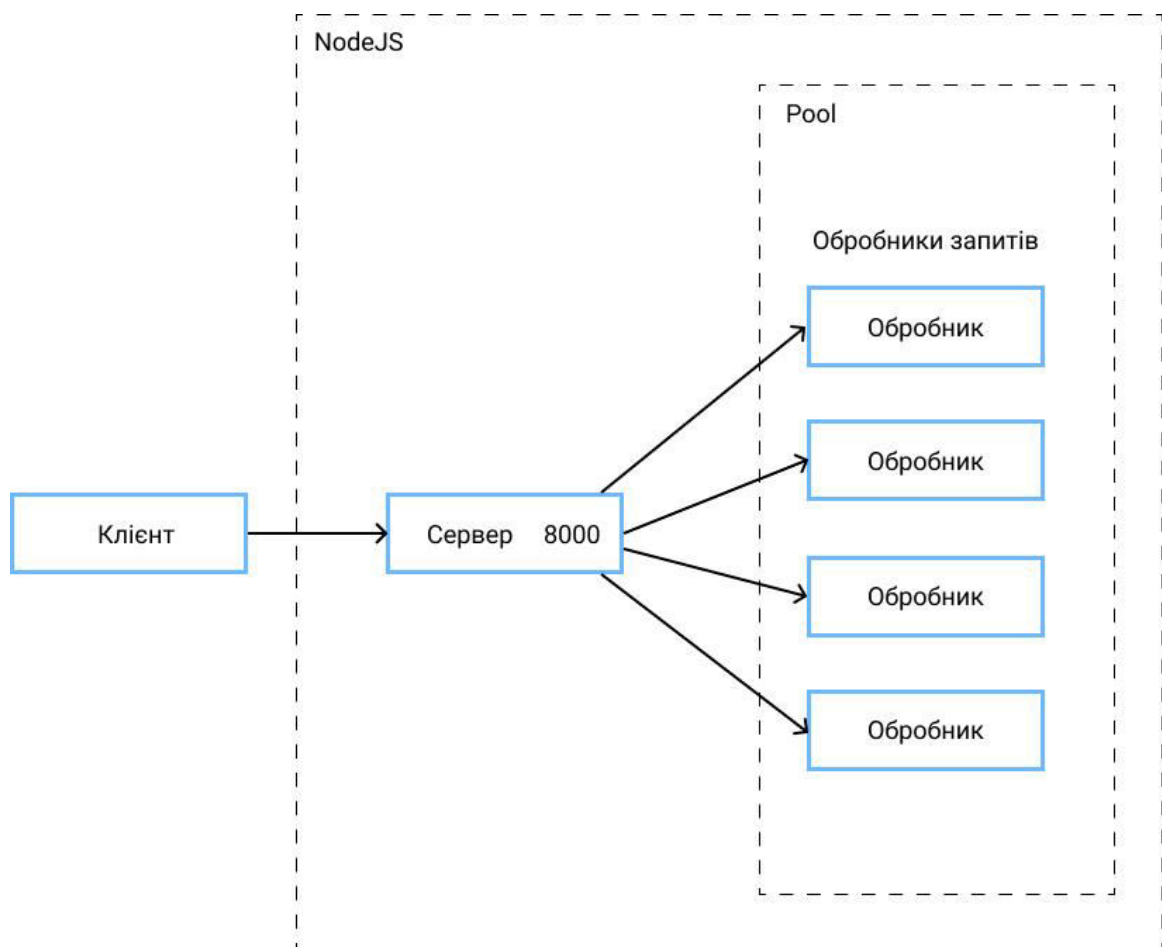 NodeJS
Pool
Обробники запитів
Обробник
Обробник
Клієнт
Сервер 8000
Обробник
Обробник